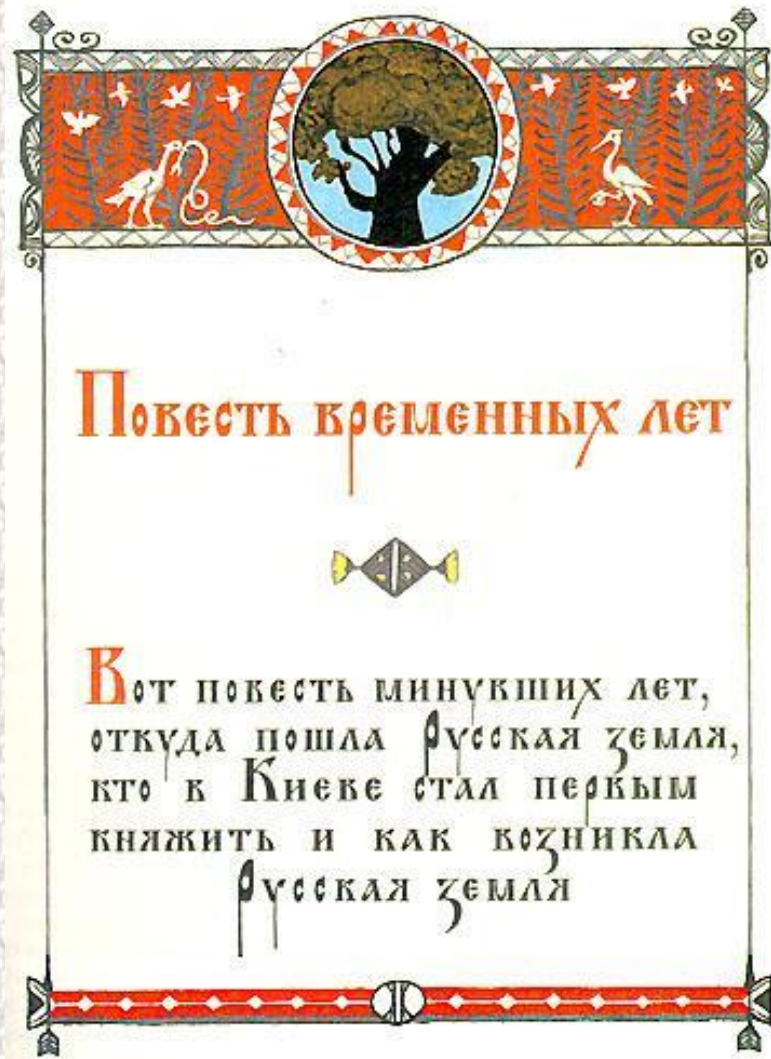 Повесть временных лет
Вот повесть минувших лет,
откуда пошла Русская земля,
кто в Киеве стал первым
княжить и как возникла
Русская земля